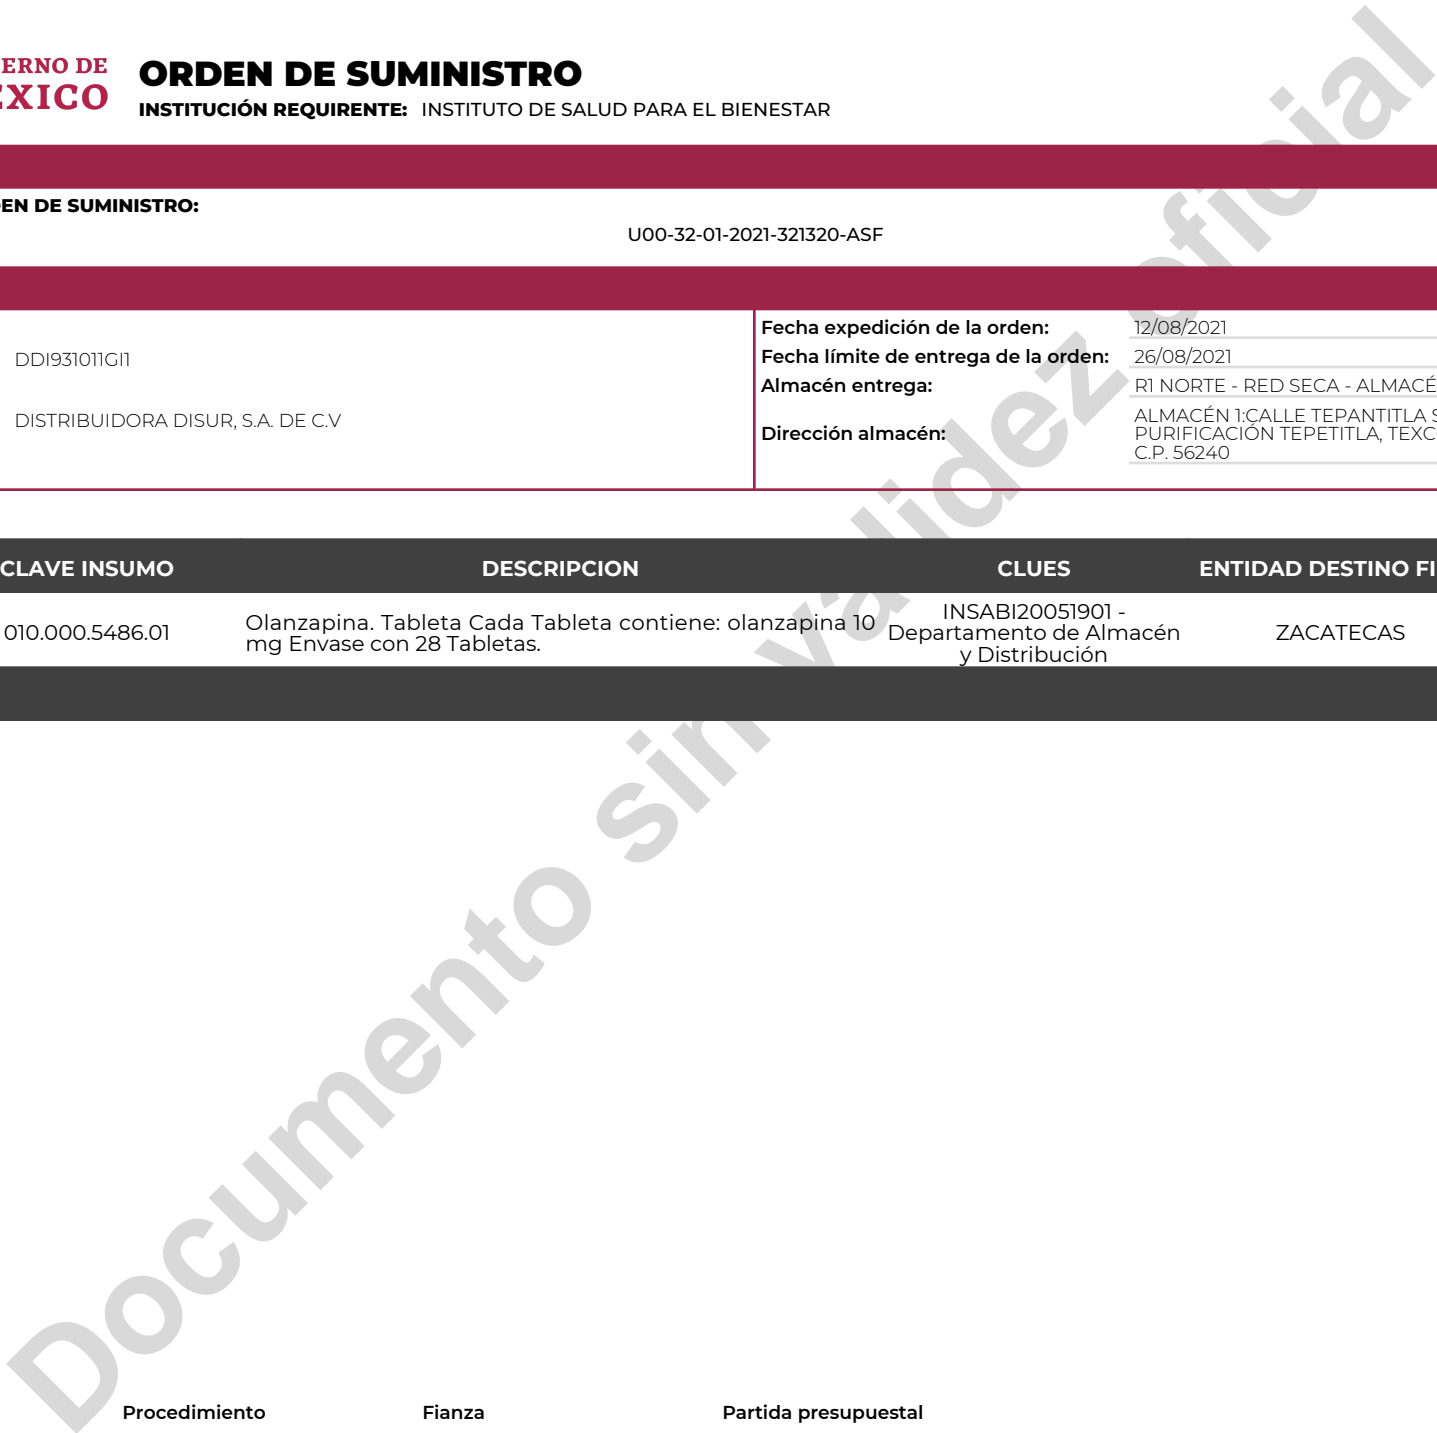 ERNO DE
EXICO
ORDEN DE SUMINISTRO
INSTITUCIÓN REQUIRENTE: INSTITUTO DE SALUD PARA EL BIENESTAR
EN DE SUMINISTRO:
U00-32-01-2021-321320-ASF
DDI931011GI1
DISTRIBUIDORA DISUR, S.A. DE C.V
Fecha expedición de la orden: 12/08/2021
Fecha límite de entrega de la orden: 26/08/2021
Almacén entrega: R1 NORTE - RED SECA - ALMACÉ
Dirección almacén:
ALMACÉN 1:CALLE TEPANTITLA S
PURIFICACIÓN TEPETITLA, TEXC
C.P. 56240
CLAVE INSUMO DESCRIPCION CLUES ENTIDAD DESTINO FI
010.000.5486.01
Olanzapina. Tableta Cada Tableta contiene: olanzapina 10
mg Envase con 28 Tabletas.
INSABI20051901 -
Departamento de Almacén
y Distribución
ZACATECAS
Documento sin validez oficial
Procedimiento Fianza Partida presupuestal